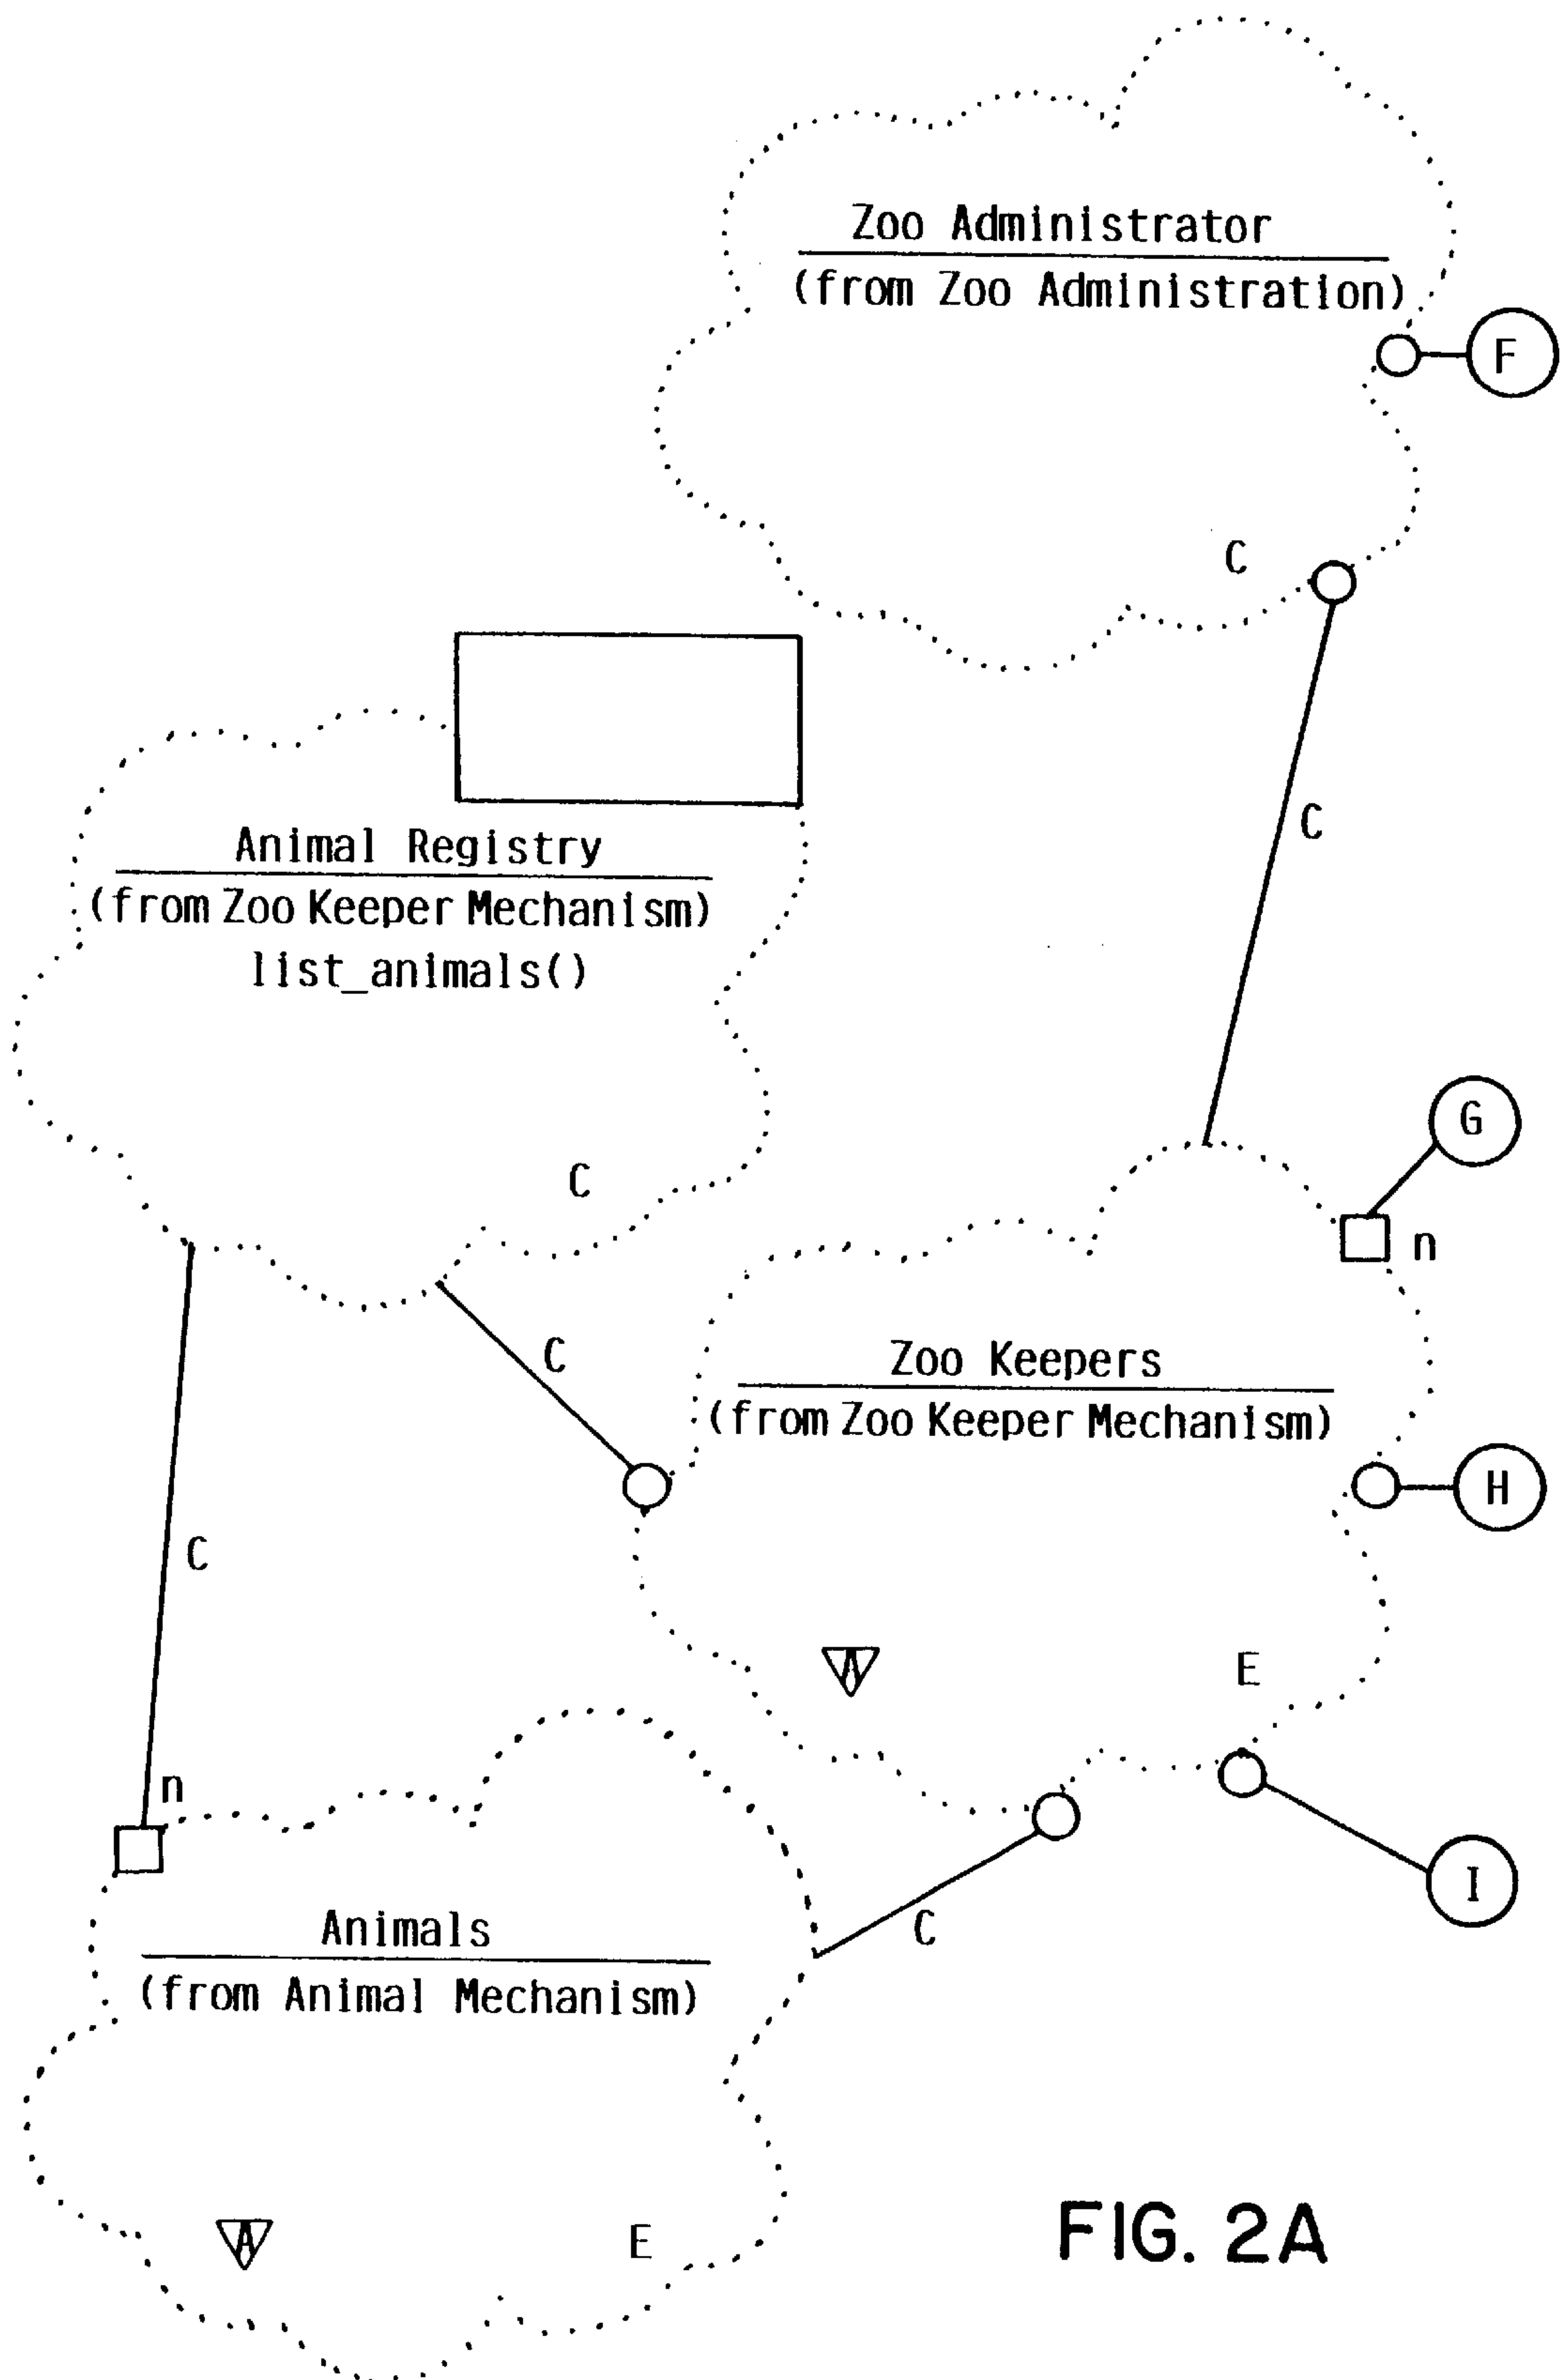 Zoo Administrator
(from Zoo Administration)
F
C
C
Animal Registry
(from Zoo Keeper Mechanism)
list_animals()
G
C
n
C
Zoo Keepers
(from Zoo Keeper Mechanism)
H
C
A
E
n
I
C
Animals
(from Animal Mechanism)
A
E
FIG. 2A